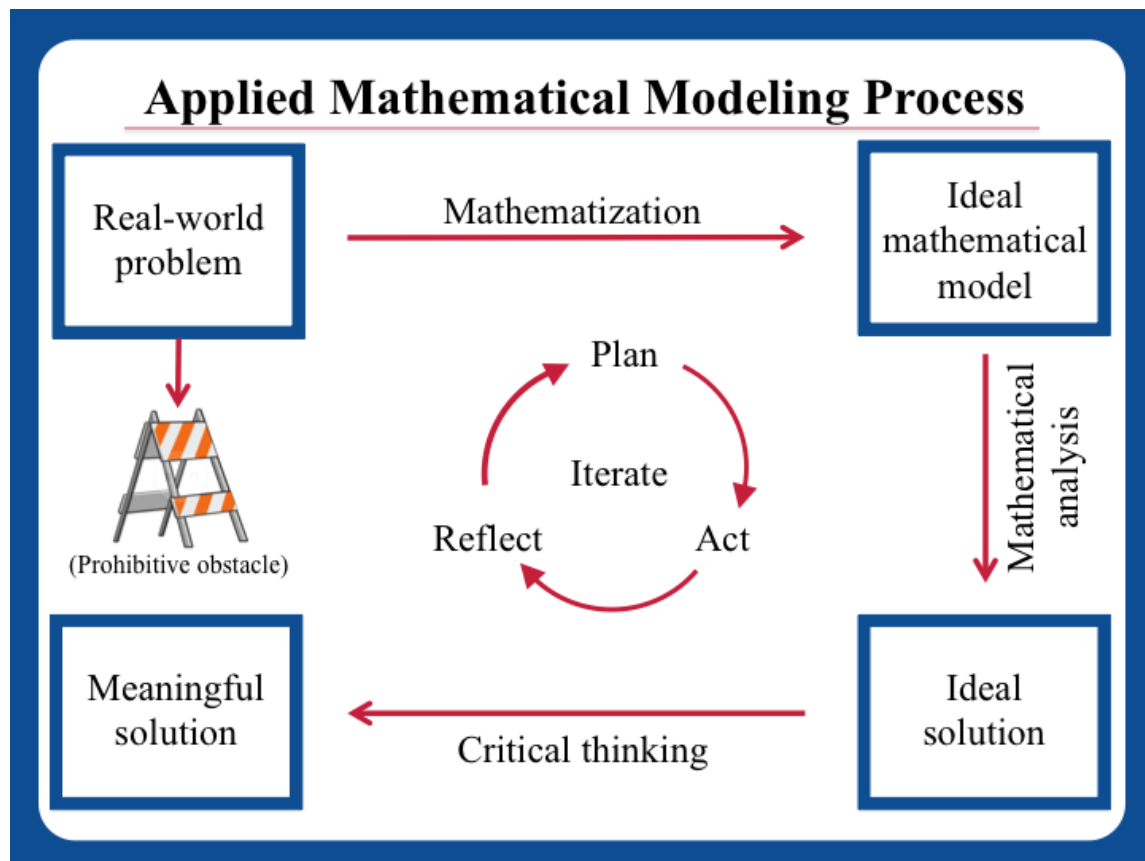 Applied Mathematical Modeling Process
Real-world
problem
Mathematization
Ideal
mathematical
model
Plan
Iterate
Reflect
Act
Mathematical
analysis
(Prohibitive obstacle)
Meaningful
solution
Critical thinking
Ideal
solution